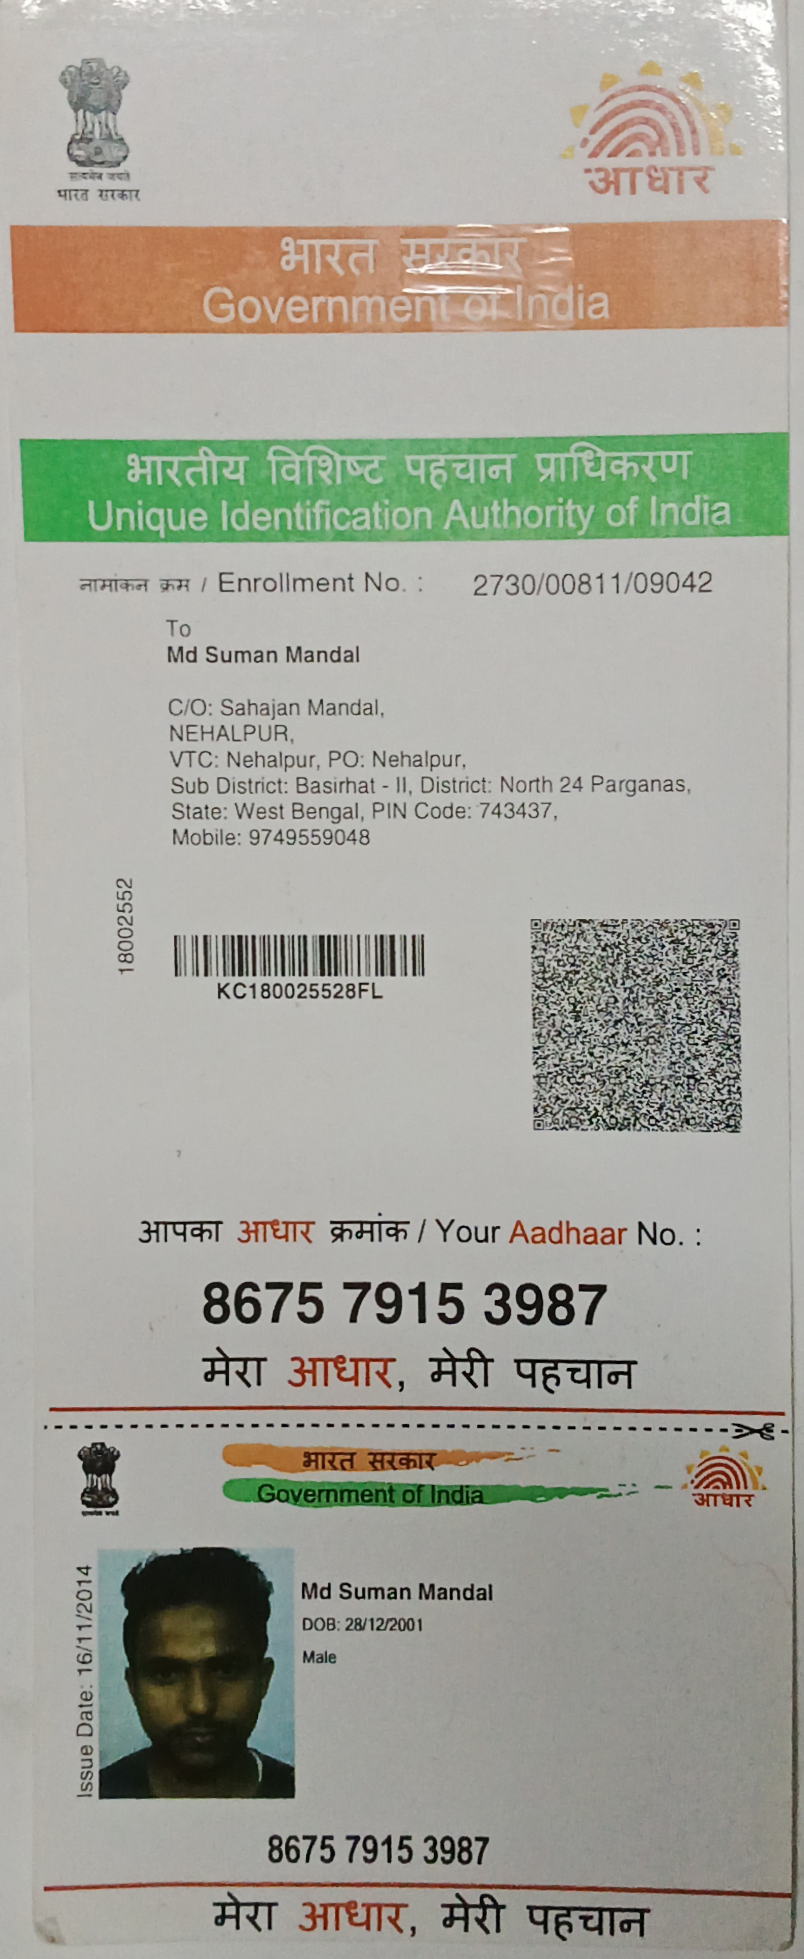 सत्यमेव जयते
भारत सरकार
आधार
भारत सरकार
Government of India
भारतीय विशिष्ट पहचान प्राधिकरण
Unique Identification Authority of India
नामांकन क्रम / Enrollment No. : 2730/00811/09042
To
Md Suman Mandal
C/O: Sahajan Mandal,
NEHALPUR,
VTC: Nehalpur, PO: Nehalpur,
Sub District: Basirhat - II, District: North 24 Parganas,
State: West Bengal, PIN Code: 743437,
Mobile: 9749559048
18002552
KC180025528FL
आपका आधार क्रमांक / Your Aadhaar No. :
8675 7915 3987
मेरा आधार, मेरी पहचान
भारत सरकार
Government of India
आधार
Issue Date: 16/11/2014
Md Suman Mandal
DOB: 28/12/2001
Male
8675 7915 3987
मेरा आधार, मेरी पहचान